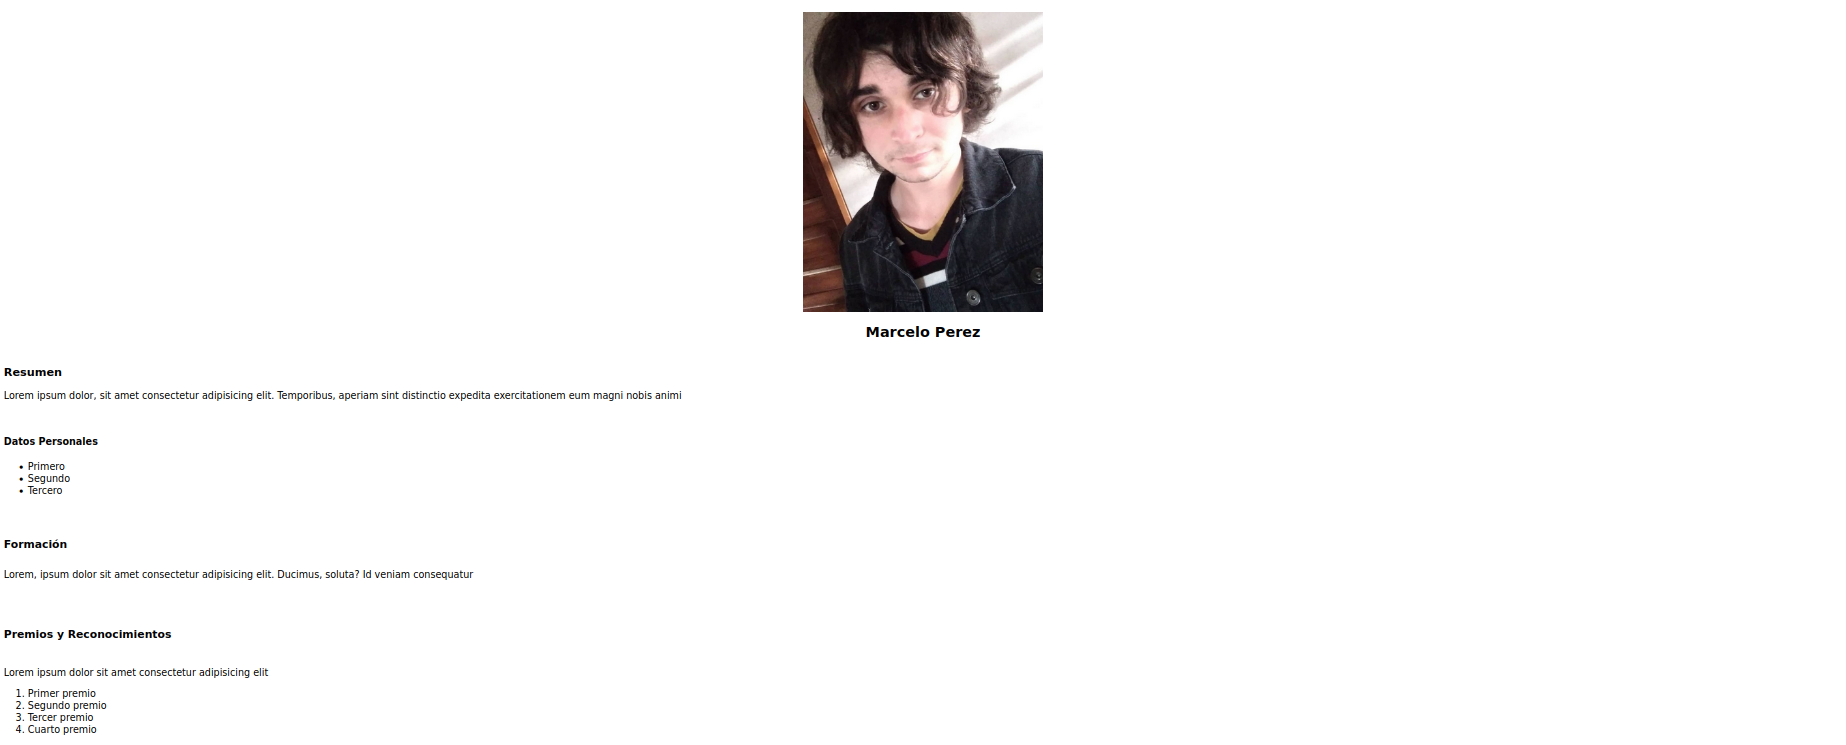 Marcelo Perez
Resumen
Lorem ipsum dolor, sit amet consectetur adipisicing elit. Temporibus, aperiam sint distinctio expedita exercitationem eum magni nobis animi
Datos Personales
• Primero
• Segundo
• Tercero
Formación
Lorem, ipsum dolor sit amet consectetur adipisicing elit. Ducimus, soluta? Id veniam consequatur
Premios y Reconocimientos
Lorem ipsum dolor sit amet consectetur adipisicing elit
1. Primer premio
2. Segundo premio
3. Tercer premio
4. Cuarto premio